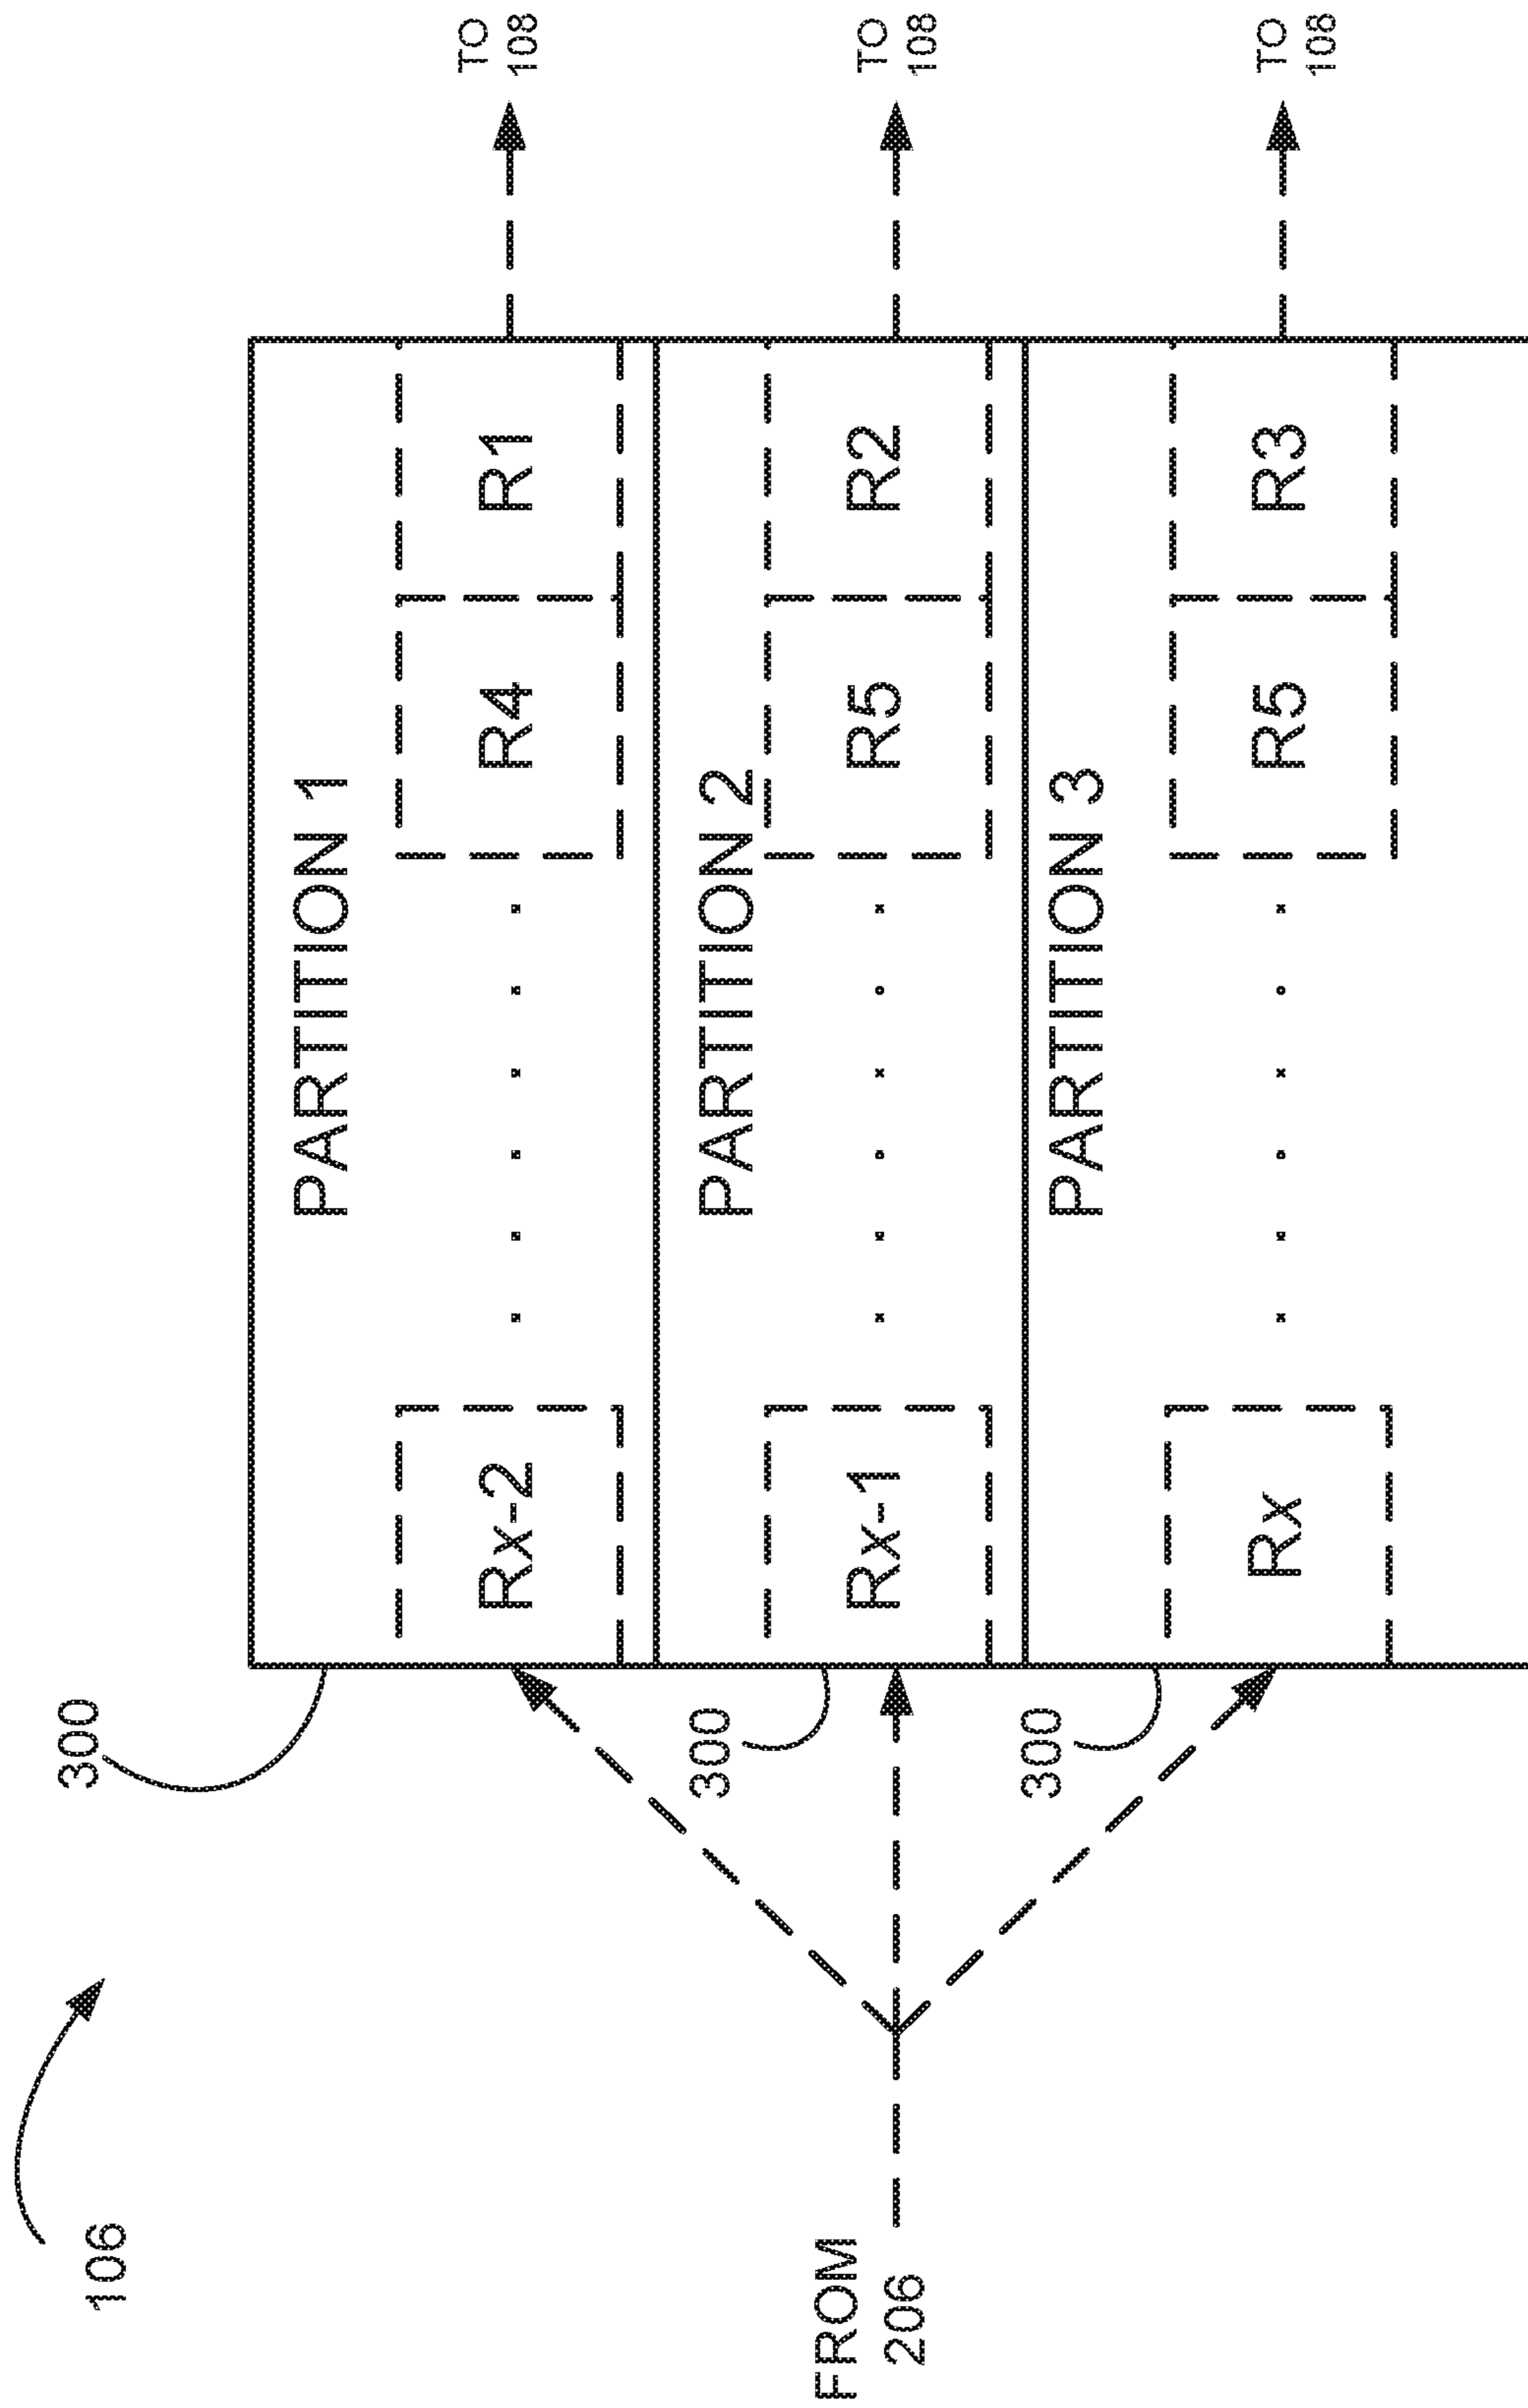 106
300
PARTITION 1
Rx-2
R4
R1
TO
108
FROM
206
300
PARTITION 2
Rx-1
R5
R2
TO
108
300
PARTITION 3
Rx
R5
R3
TO
108